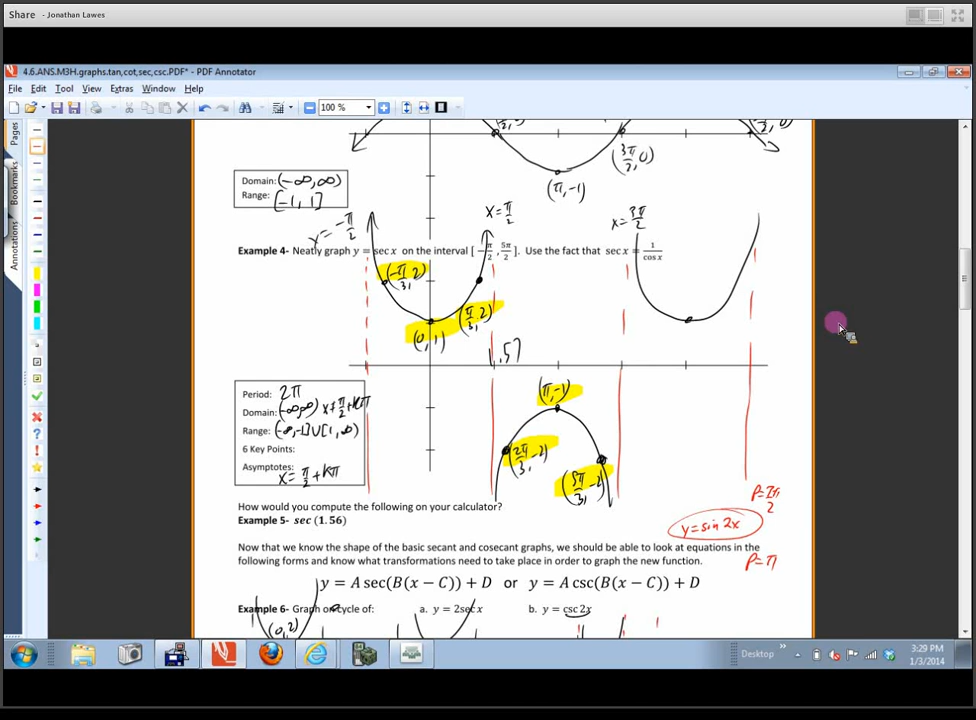 Share - Jonathan Lawes
4.6.ANS.M3H.graphs.tan,cot,sec,csc.PDF* - PDF Annotator
File Edit Tool View Extras Window Help
100 %
Pages
Bookmarks
Annotations
(3π/2, 0)
(π,-1)
Domain: (-∞,∞)
Range: [-1, 1]
x = -π/2
x=π/2
x=3π/2
Example 4- Neatly graph y = sec x on the interval [-π/2, 5π/2]. Use the fact that sec x = 1/cos x
(-π/3, 2)
(π/3, 2)
(0, 1)
1.57
Period: 2π
Domain: (-∞,∞) x≠π/2+kπ
Range: (-∞,-1]∪[1,∞)
6 Key Points:
Asymptotes: x=π/2+kπ
(π,-1)
(2π/3, -2)
(5π/3, -2)
How would you compute the following on your calculator?
Example 5- sec (1.56)
P=2π/2
y=sin 2x
P=π
Now that we know the shape of the basic secant and cosecant graphs, we should be able to look at equations in the
following forms and know what transformations need to take place in order to graph the new function.
y = A sec(B(x − C)) + D or y = A csc(B(x − C)) + D
Example 6- Graph one cycle of: a. y = 2sec x b. y = csc 2x
(0,2)
Desktop
3:29 PM
1/3/2014